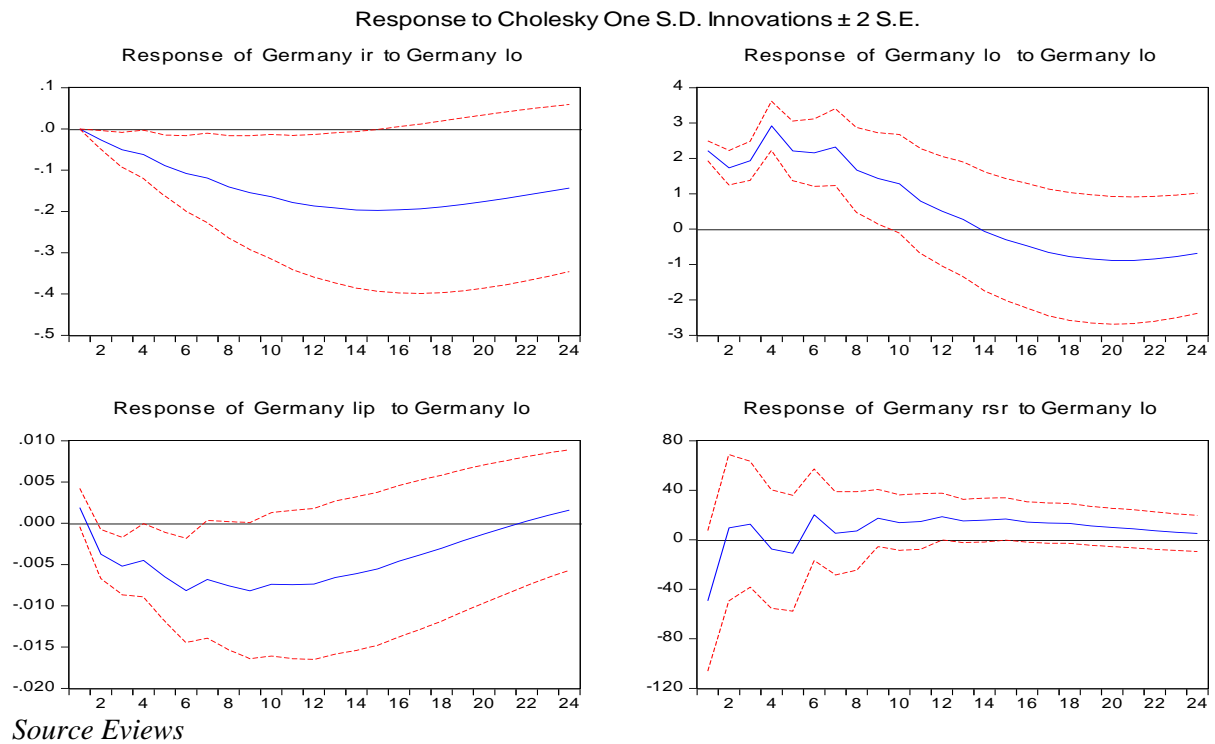 Response to Cholesky One S.D. Innovations ± 2 S.E.
Response of Germany ir to Germany lo
.1
.0
-.1
-.2
-.3
-.4
-.5
2 4 6 8 10 12 14 16 18 20 22 24
Response of Germany lo to Germany lo
4
3
2
1
0
-1
-2
-3
2 4 6 8 10 12 14 16 18 20 22 24
Response of Germany lip to Germany lo
.010
.005
.000
-.005
-.010
-.015
-.020
2 4 6 8 10 12 14 16 18 20 22 24
Response of Germany rsr to Germany lo
80
40
0
-40
-80
-120
2 4 6 8 10 12 14 16 18 20 22 24
Source Eviews